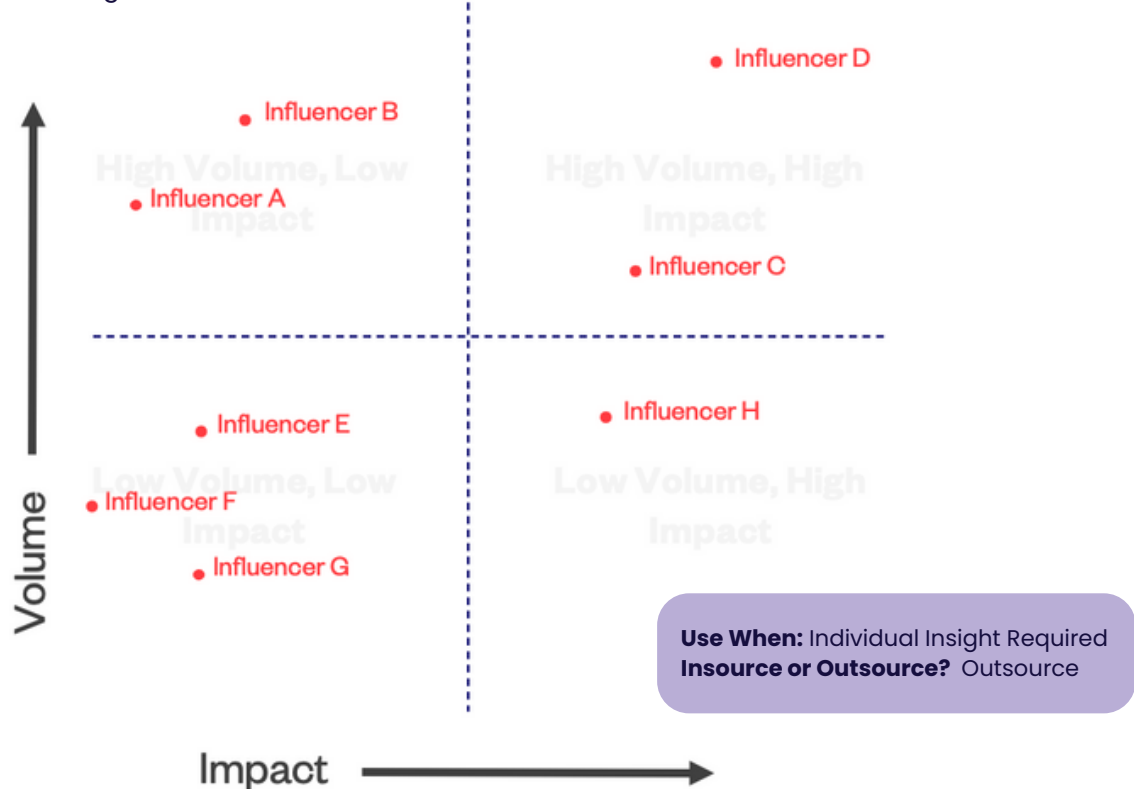 Influencer D
Influencer B
High Volume, Low
Impact
High Volume, High
Impact
Influencer A
Influencer C
Influencer E
Influencer H
Low Volume, Low
Impact
Low Volume, High
Impact
Influencer F
Influencer G
Volume
Use When: Individual Insight Required
Insource or Outsource? Outsource
Impact